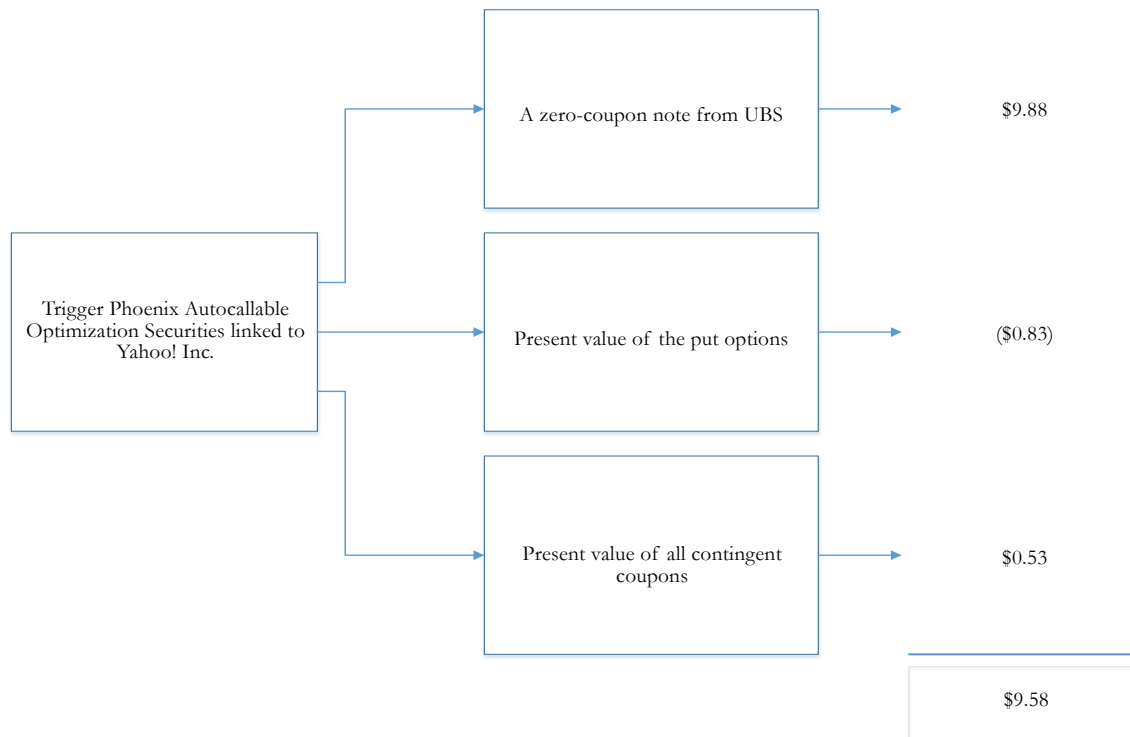 A zero-coupon note from UBS
$9.88
Trigger Phoenix Autocallable
Optimization Securities linked to
Yahoo! Inc.
Present value of the put options
($0.83)
Present value of all contingent
coupons
$0.53
$9.58